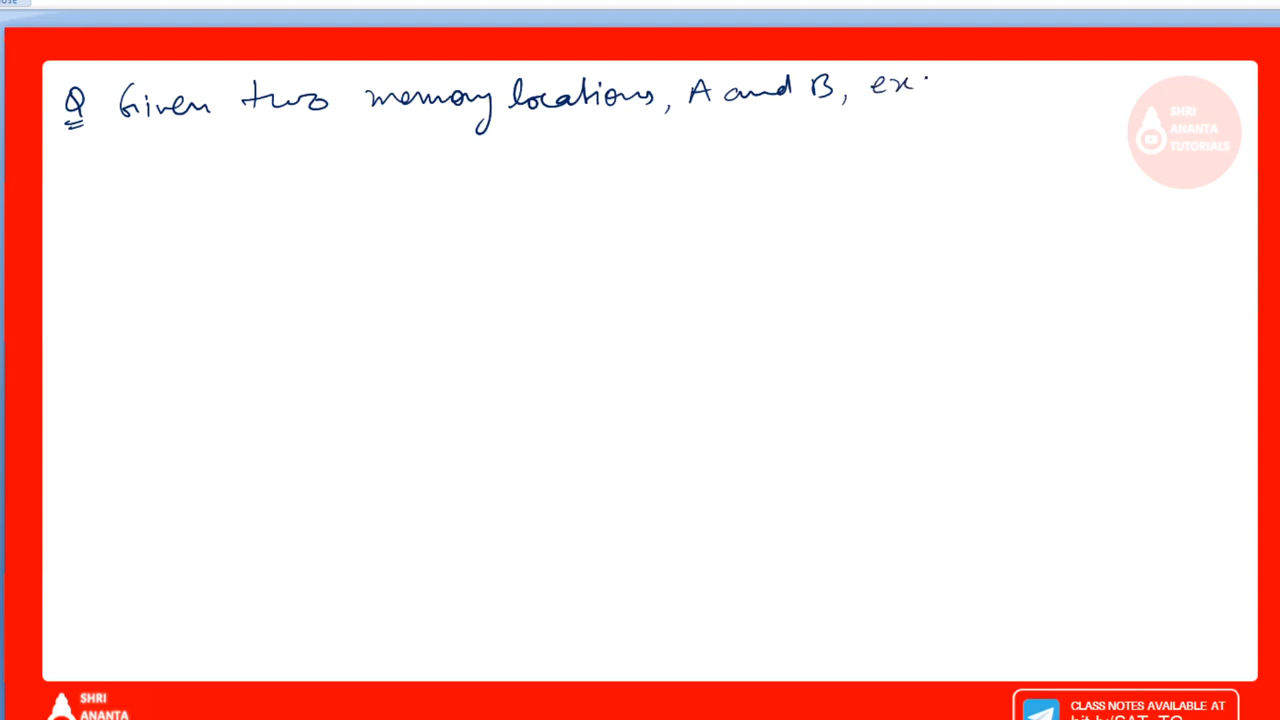 Q Given two memory locations, A and B, ex
SHRI
ANANTA
TUTORIALS
SHRI
ANANTA
CLASS NOTES AVAILABLE AT